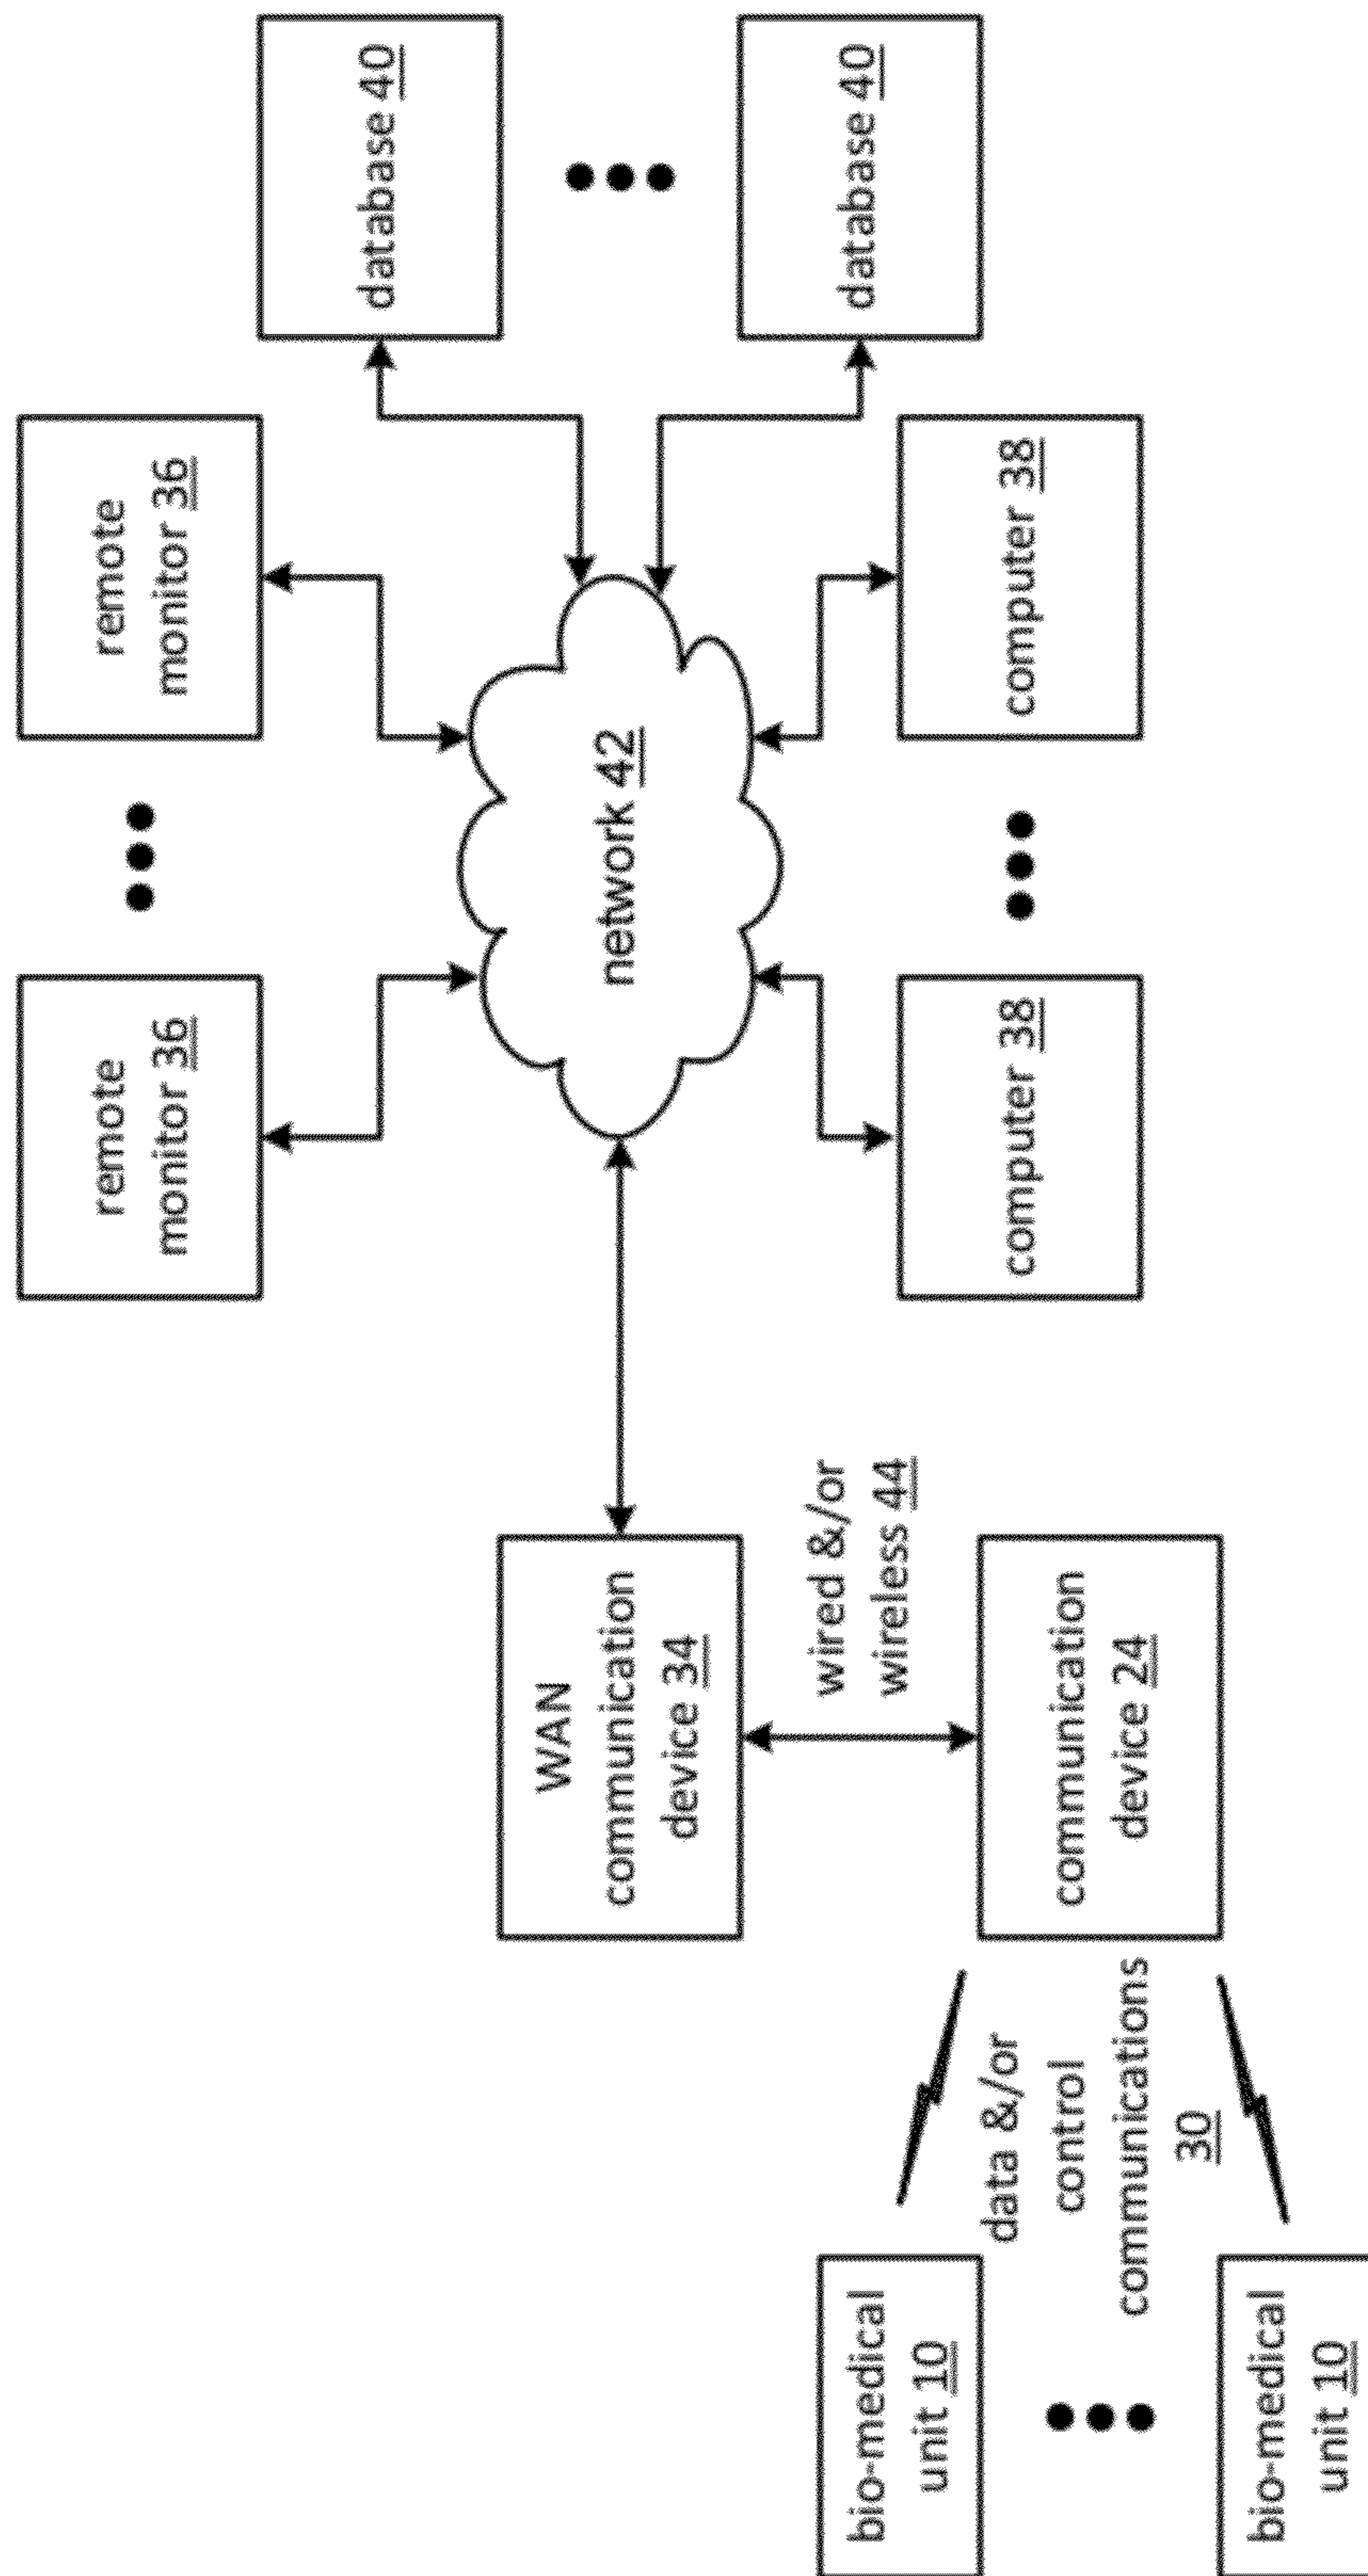 remote
monitor 36
remote
monitor 36
database 40
database 40
network 42
WAN
communication
device 34
wired &/or
wireless 44
computer 38
computer 38
communication
device 24
bio-medical
unit 10
data &/or
control
communications
30
bio-medical
unit 10